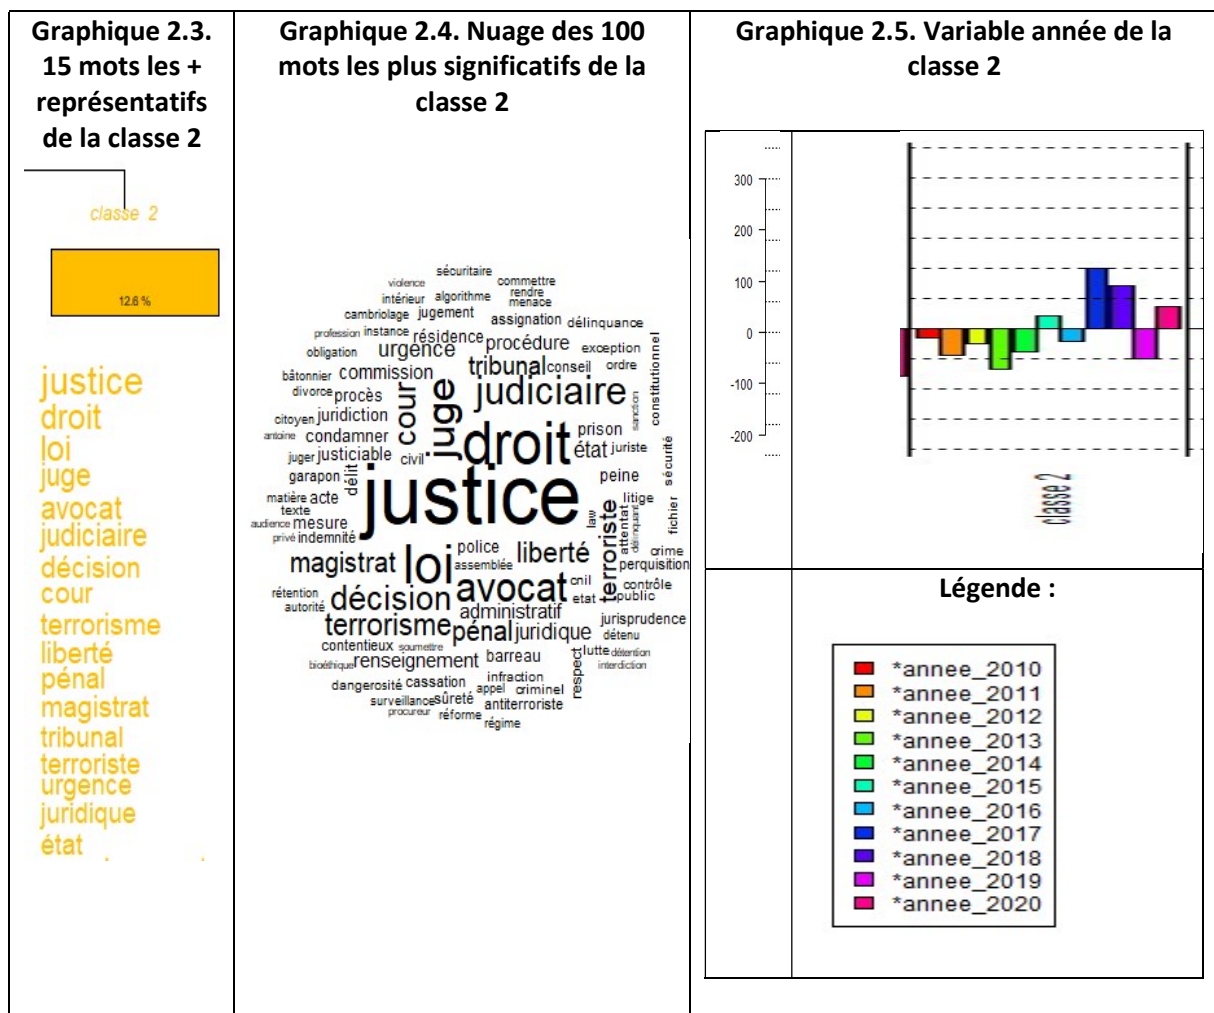 Graphique 2.3.
15 mots les +
représentatifs
de la classe 2
classe 2
12.6 %
justice
droit
loi
juge
avocat
judiciaire
décision
cour
terrorisme
liberté
pénal
magistrat
tribunal
terroriste
urgence
juridique
état
Graphique 2.4. Nuage des 100
mots les plus significatifs de la
classe 2
sécuritaire
violence
commettre
intérieur
algorithme
rendre
menace
cambriolage
jugement
assignation
délinquance
profession
instance
résidence
procédure
exception
obligation
urgence
tribunal
conseil
ordre
constitutionnel
bâtonnier
commission
cour
juge
judiciaire
sanction
divorce
procès
citoyen
juridiction
droit
prison
antoine
condamner
état
juriste
sécurité
juger
justiciable
civil
délit
garapon
justice
peine
matière
acte
texte
litige
fichier
audience
mesure
law
terroriste
attentat
délinquant
privé
indemnité
magistrat
loi
police
assemblée
liberté
crime
perquisition
rétention
autorité
décision
avocat
cnil
etat
contrôle
public
terrorisme
pénal
administratif
juridique
jurisprudence
détenu
contentieux
soumettre
respect
lutte
détention
interdiction
bioéthique
renseignement
barreau
dangerosité
cassation
infraction
appel
criminel
surveillance
sûreté
antiterroriste
procureur
réforme
régime
Graphique 2.5. Variable année de la
classe 2
300
200
100
0
-100
-200
classe 2
Légende :
*annee_2010
*annee_2011
*annee_2012
*annee_2013
*annee_2014
*annee_2015
*annee_2016
*annee_2017
*annee_2018
*annee_2019
*annee_2020